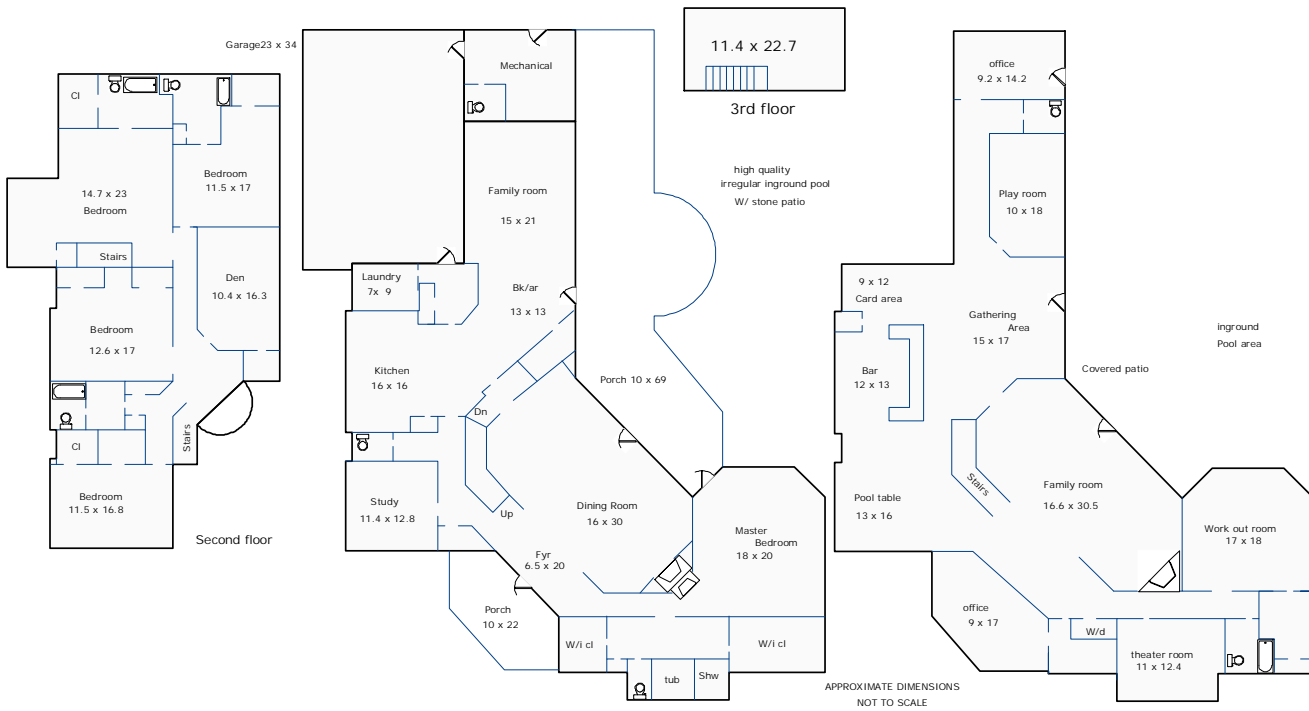 Garage23 x 34
Cl
Bedroom
11.5 x 17
14.7 x 23
Bedroom
Stairs
Den
10.4 x 16.3
Bedroom
12.6 x 17
Cl
Stairs
Bedroom
11.5 x 16.8
Second floor
Mechanical
Family room
15 x 21
Laundry
7x 9
Bk/ar
13 x 13
Kitchen
16 x 16
Dn
Porch 10 x 69
Study
11.4 x 12.8
Up
Dining Room
16 x 30
Fyr
6.5 x 20
Master
Bedroom
18 x 20
Porch
10 x 22
W/i cl
W/i cl
tub
Shw
11.4 x 22.7
3rd floor
high quality
irregular inground pool
W/ stone patio
office
9.2 x 14.2
Play room
10 x 18
9 x 12
Card area
Gathering
Area
15 x 17
Bar
12 x 13
inground
Pool area
Covered patio
Stairs
Pool table
13 x 16
Family room
16.6 x 30.5
Work out room
17 x 18
office
9 x 17
W/d
theater room
11 x 12.4
APPROXIMATE DIMENSIONS
NOT TO SCALE